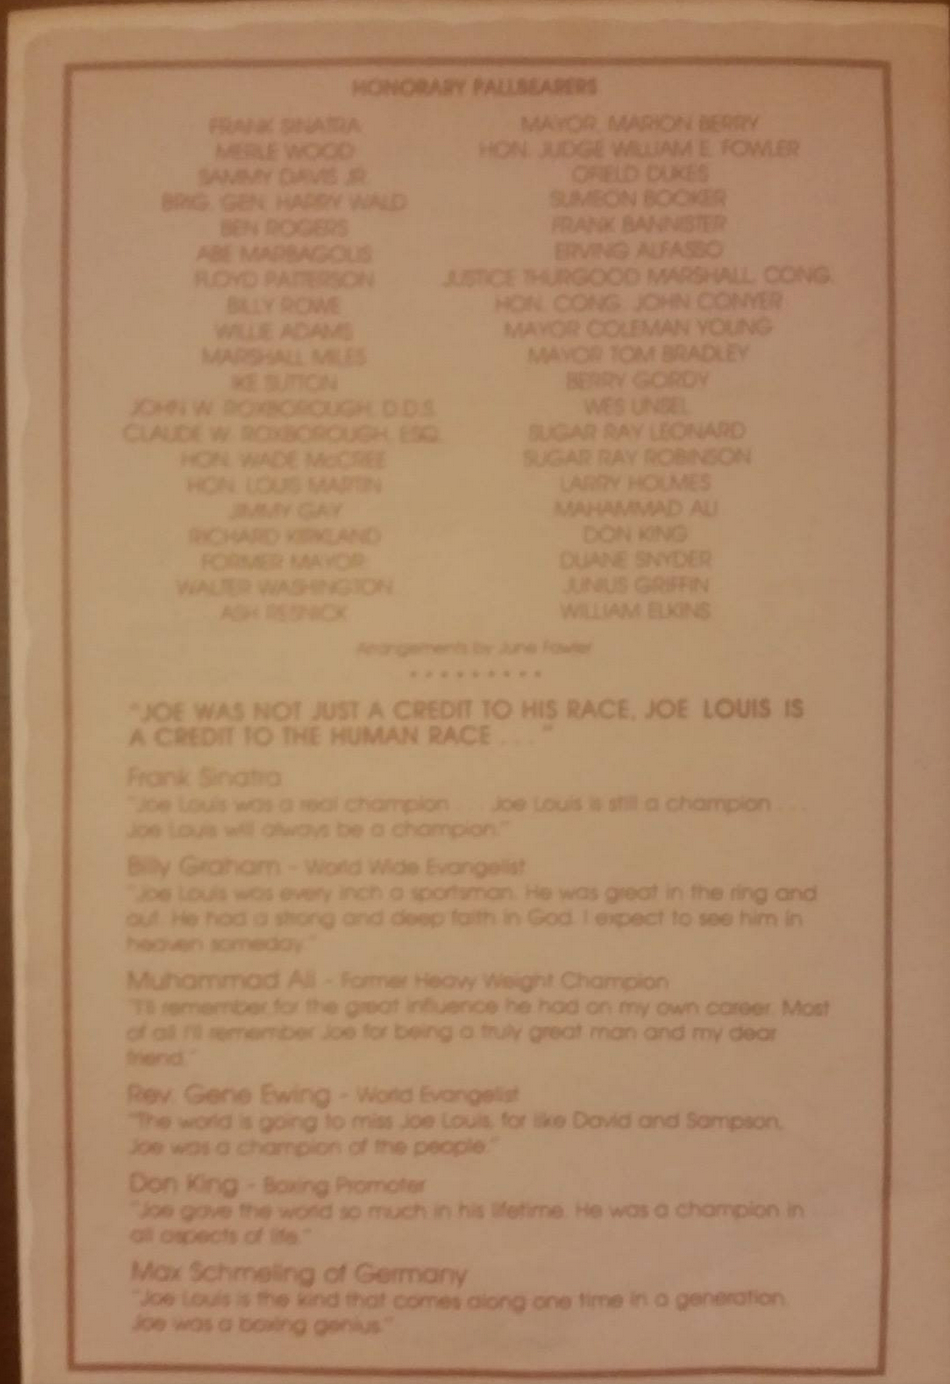 HONORARY PALLBEARERS
FRANK SINATRA
MERLE WOOD
SAMMY DAVIS JR.
BRIG. GEN. HARRY WALD
BEN ROGERS
ABE MARBAGOLIS
FLOYD PATTERSON
BILLY ROWE
WILLIE ADAMS
MARSHALL MILES
IKE SUTTON
JOHN W. ROXBOROUGH, D.D.S.
CLAUDE W. ROXBOROUGH, ESQ.
HON. WADE McCREE
HON. LOUIS MARTIN
JIMMY GAY
RICHARD KIRKLAND
FORMER MAYOR
WALTER WASHINGTON
ASH RESNICK
MAYOR, MARION BERRY
HON. JUDGE WILLIAM E. FOWLER
OFIELD DUKES
SUMEON BOOKER
FRANK BANNISTER
ERVING ALFASSO
JUSTICE THURGOOD MARSHALL, CONG.
HON. CONG. JOHN CONYER
MAYOR COLEMAN YOUNG
MAYOR TOM BRADLEY
BERRY GORDY
WES UNSEL
SUGAR RAY LEONARD
SUGAR RAY ROBINSON
LARRY HOLMES
MAHAMMAD ALI
DON KING
DUANE SNYDER
JUNIUS GRIFFIN
WILLIAM ELKINS
Arrangements by June Fowler
• • • • • • • • •
"JOE WAS NOT JUST A CREDIT TO HIS RACE, JOE LOUIS IS
A CREDIT TO THE HUMAN RACE . . . "
Frank Sinatra
"Joe Louis was a real champion . . . Joe Louis is still a champion . . .
Joe Louis will always be a champion."
Billy Graham - World Wide Evangelist
"Joe Louis was every inch a sportsman. He was great in the ring and
out. He had a strong and deep faith in God. I expect to see him in
heaven someday."
Muhammad Ali - Former Heavy Weight Champion
"I'll remember for the great influence he had on my own career. Most
of all I'll remember Joe for being a truly great man and my dear
friend."
Rev. Gene Ewing - World Evangelist
"The world is going to miss Joe Louis, for like David and Sampson,
Joe was a champion of the people."
Don King - Boxing Promoter
"Joe gave the world so much in his lifetime. He was a champion in
all aspects of life."
Max Schmeling of Germany
"Joe Louis is the kind that comes along one time in a generation.
Joe was a boxing genius."